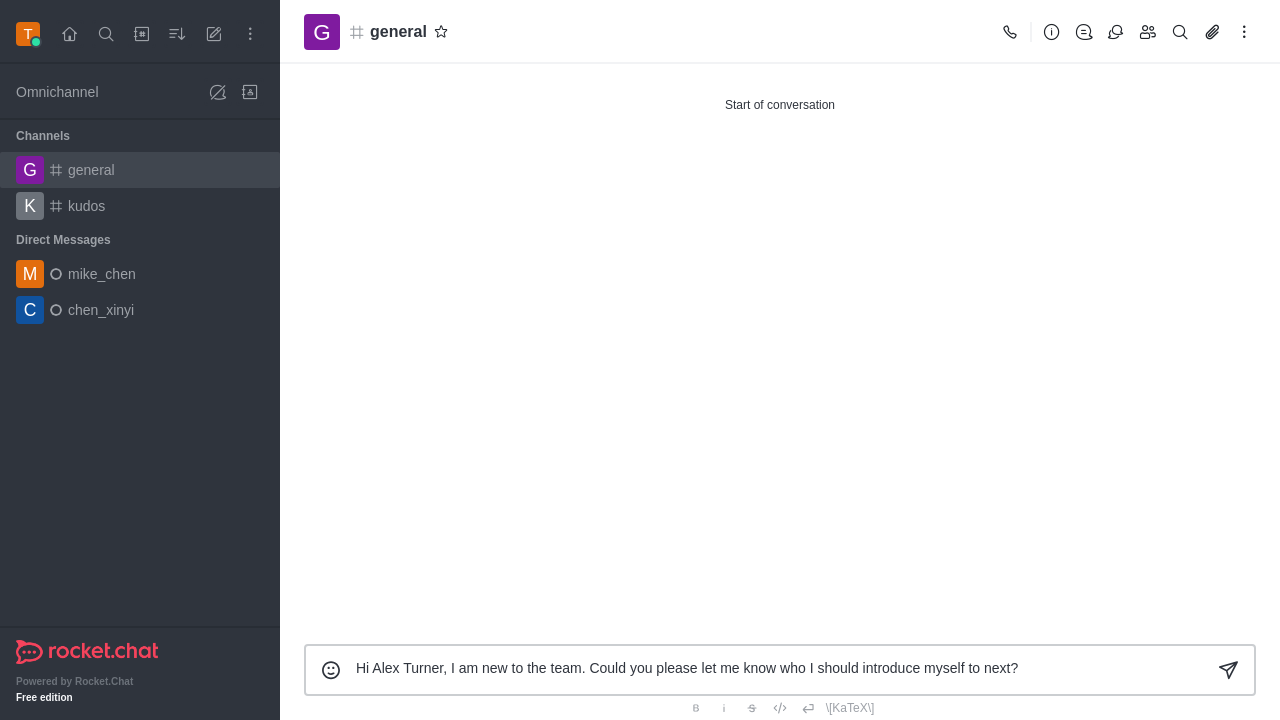 T
Omnichannel
Channels
G general
K kudos
Direct Messages
M mike_chen
C chen_xinyi
rocket.chat
Powered by Rocket.Chat
Free edition
G general
Start of conversation
Hi Alex Turner, I am new to the team. Could you please let me know who I should introduce myself to next?
B i S \[KaTeX\]